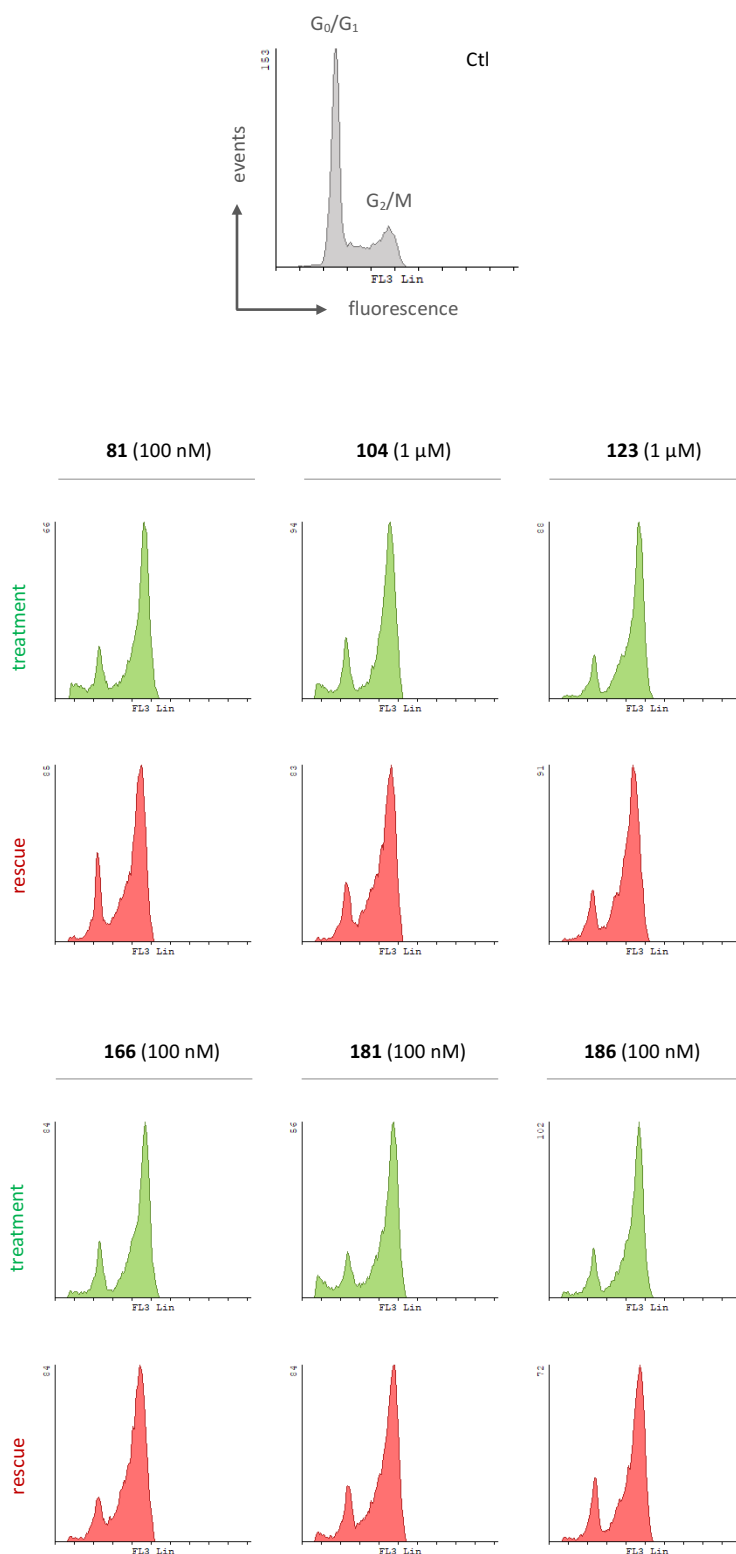 G₀/G₁
Ctl
events
G₂/M
FL3 Lin
fluorescence
81 (100 nM)
104 (1 µM)
123 (1 µM)
treatment
94
88
FL3 Lin
FL3 Lin
FL3 Lin
rescue
83
91
FL3 Lin
FL3 Lin
FL3 Lin
166 (100 nM)
181 (100 nM)
186 (100 nM)
treatment
84
102
FL3 Lin
FL3 Lin
FL3 Lin
rescue
84
84
72
FL3 Lin
FL3 Lin
FL3 Lin